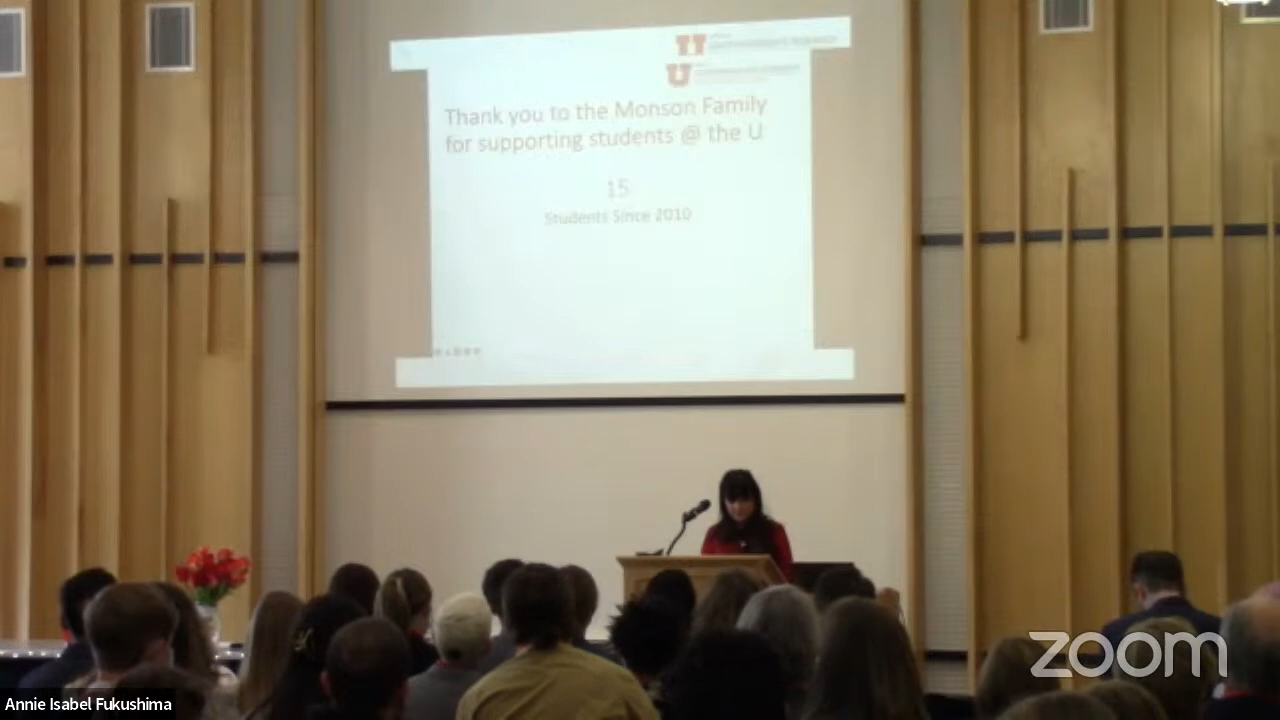 U
U
Thank you to the Monson Family
for supporting students @ the U
15
Students Since 2010
Annie Isabel Fukushima
zoom